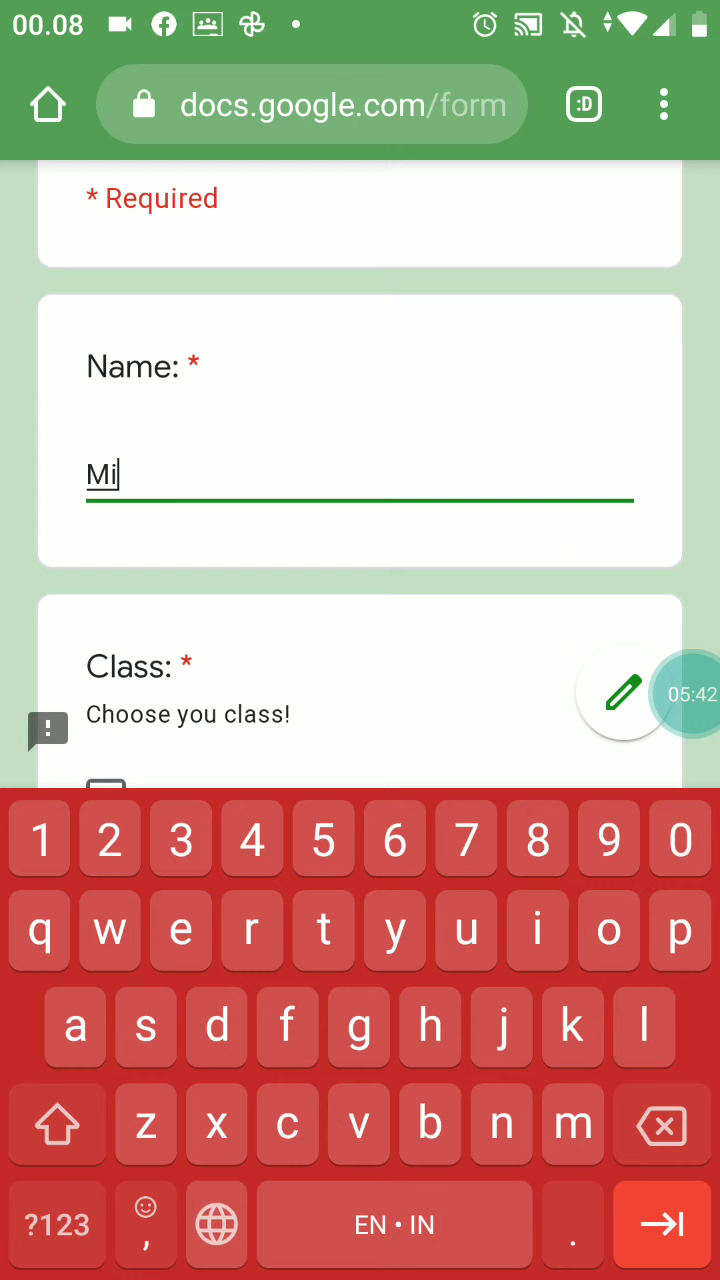 00.08
docs.google.com/form
:D
* Required
Name: *
Mi
Class: *
Choose you class!
05:42
1 2 3 4 5 6 7 8 9 0
q w e r t y u i o p
a s d f g h j k l
z x c v b n m
?123 , EN • IN .